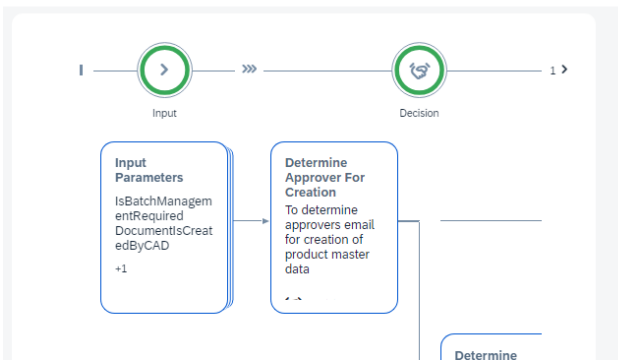 1
Input
Decision
Input
Parameters
IsBatchManagem
entRequired
DocumentIsCreat
edByCAD
+1
Determine
Approver For
Creation
To determine
approvers email
for creation of
product master
data
Determine